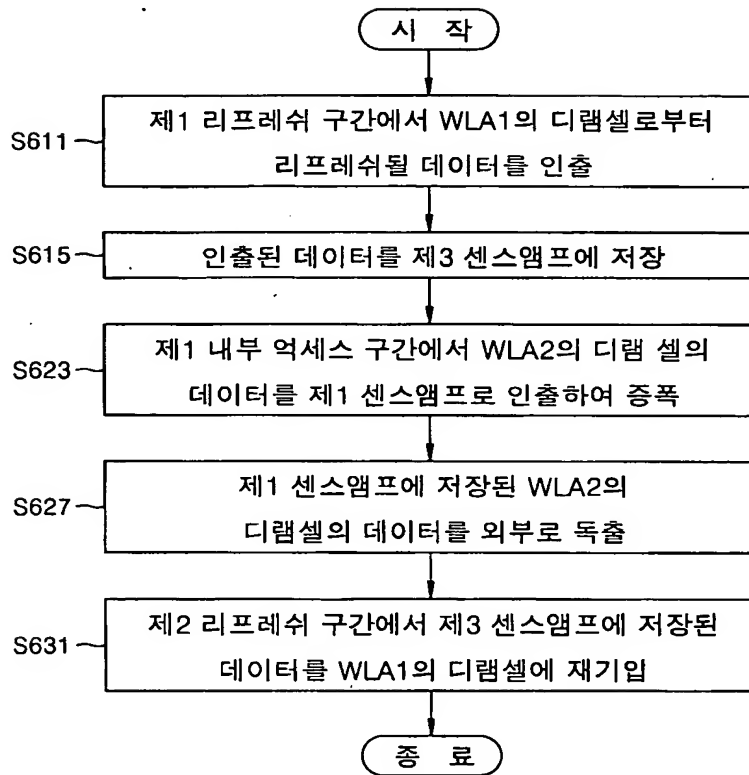 시 작
S611
제1 리프레쉬 구간에서 WLA1의 디램셀로부터
리프레쉬될 데이터를 인출
S615
인출된 데이터를 제3 센스앰프에 저장
S623
제1 내부 억세스 구간에서 WLA2의 디램 셀의
데이터를 제1 센스앰프로 인출하여 증폭
S627
제1 센스앰프에 저장된 WLA2의
디램셀의 데이터를 외부로 독출
S631
제2 리프레쉬 구간에서 제3 센스앰프에 저장된
데이터를 WLA1의 디램셀에 재기입
종 료